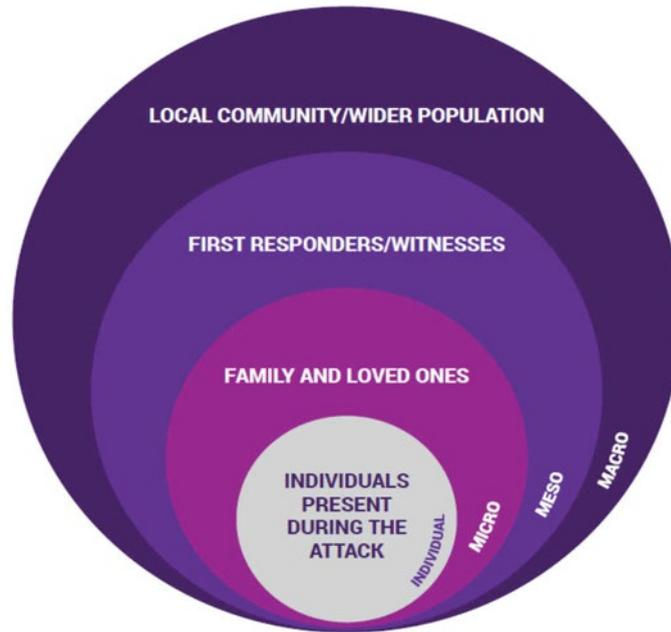 LOCAL COMMUNITY/WIDER POPULATION
FIRST RESPONDERS/WITNESSES
FAMILY AND LOVED ONES
INDIVIDUALS
PRESENT
DURING THE
ATTACK
INDIVIDUAL
MICRO
MESO
MACRO